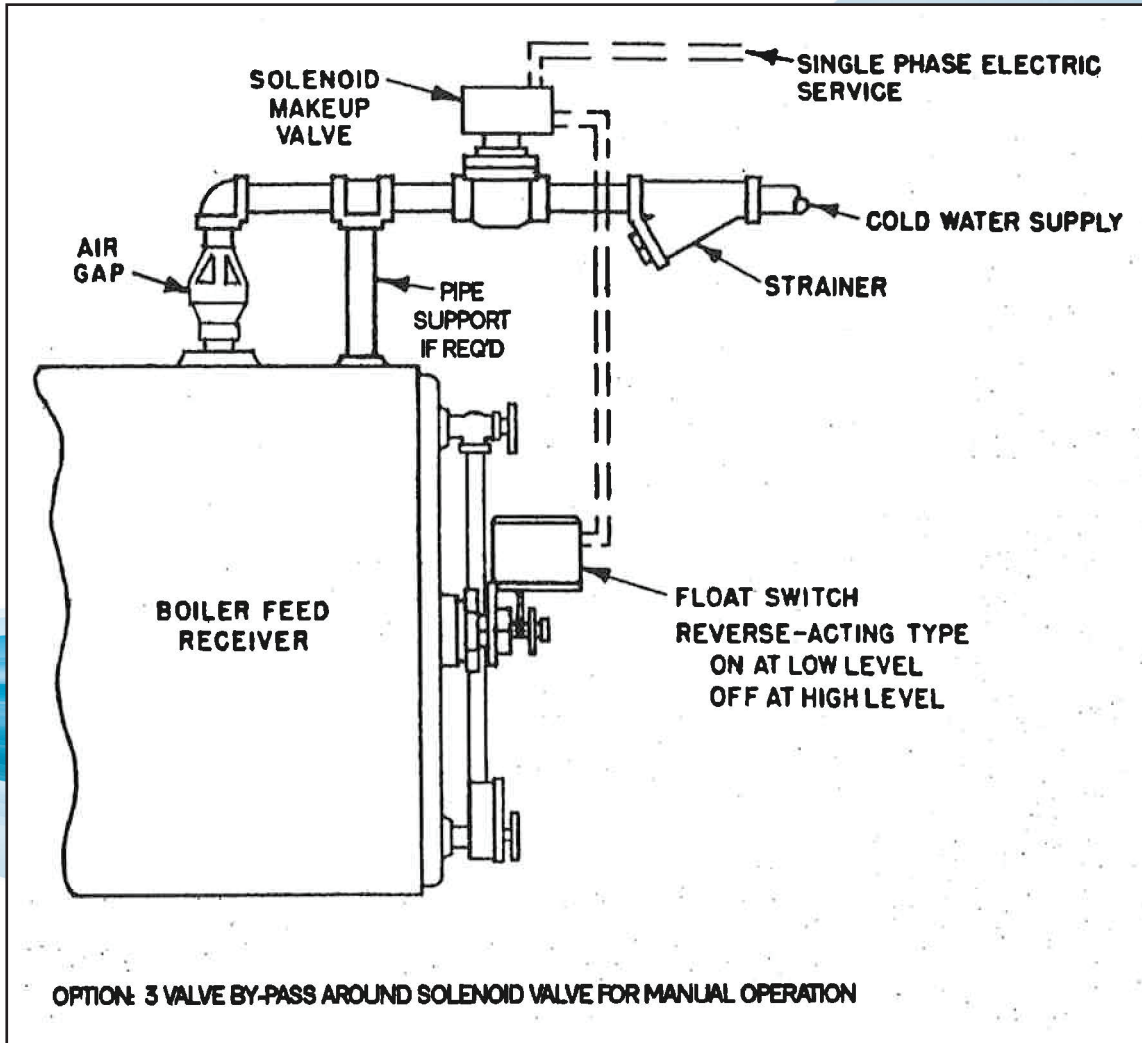 SINGLE PHASE ELECTRIC
SERVICE
SOLENOID
MAKEUP
VALVE
COLD WATER SUPPLY
AIR
GAP
STRAINER
PIPE
SUPPORT
IF REQ'D
FLOAT SWITCH
REVERSE-ACTING TYPE
ON AT LOW LEVEL
OFF AT HIGH LEVEL
BOILER FEED
RECEIVER
OPTION: 3 VALVE BY-PASS AROUND SOLENOID VALVE FOR MANUAL OPERATION